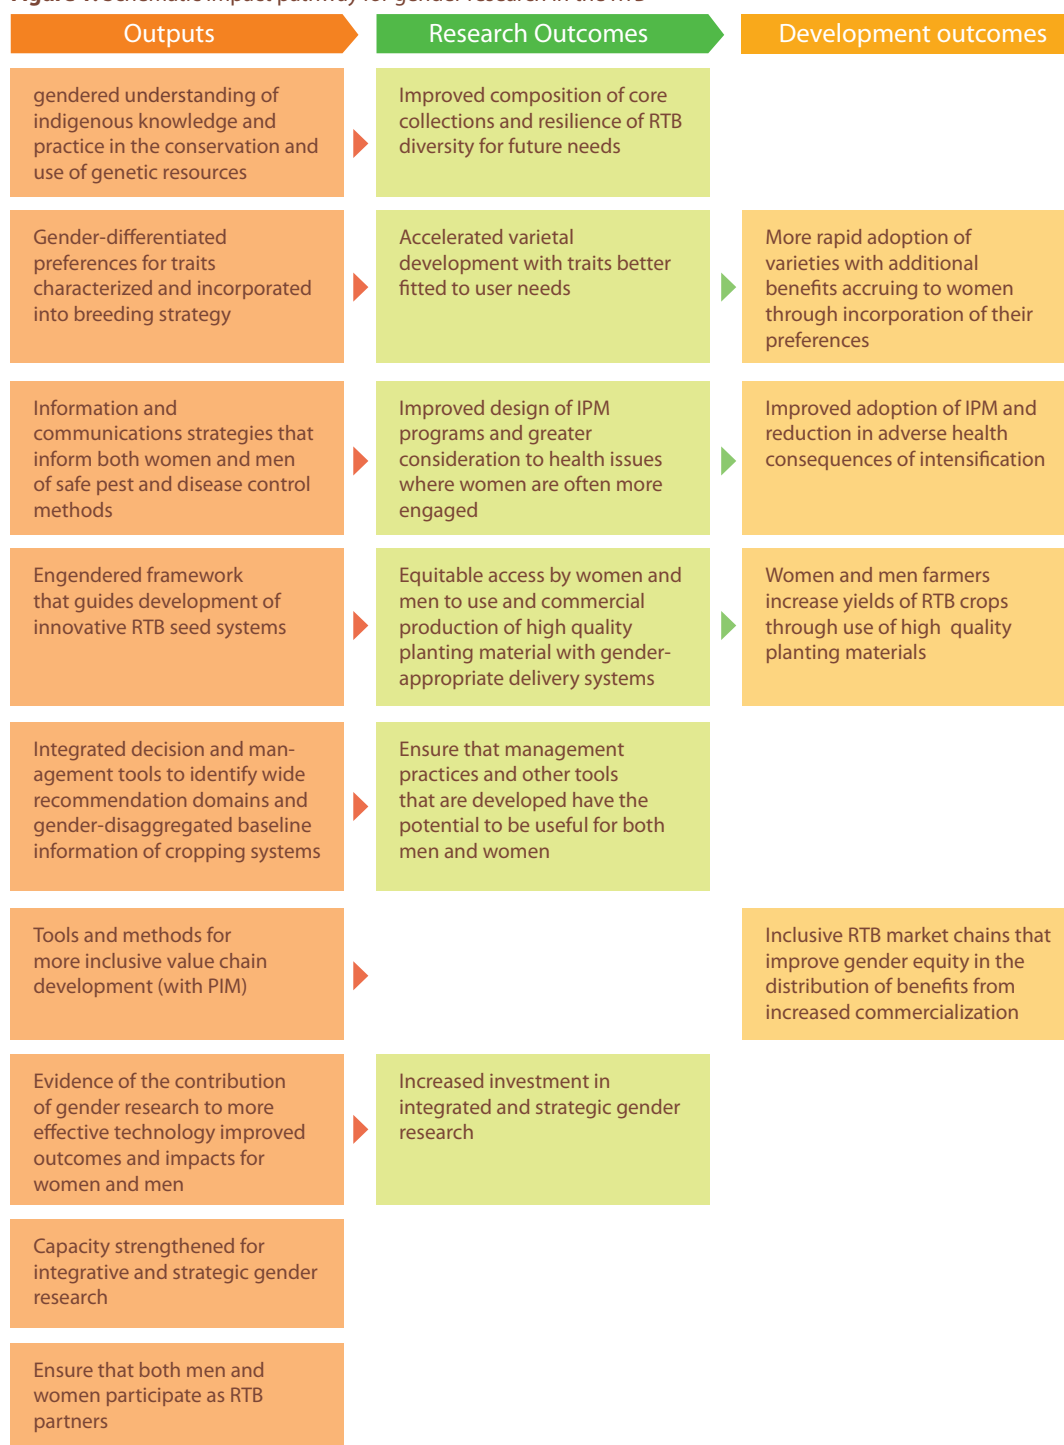 Outputs
Research Outcomes
Development outcomes
gendered understanding of
indigenous knowledge and
practice in the conservation and
use of genetic resources
Improved composition of core
collections and resilience of RTB
diversity for future needs
Gender-differentiated
preferences for traits
characterized and incorporated
into breeding strategy
Accelerated varietal
development with traits better
fitted to user needs
More rapid adoption of
varieties with additional
benefits accruing to women
through incorporation of their
preferences
Information and
communications strategies that
inform both women and men
of safe pest and disease control
methods
Improved design of IPM
programs and greater
consideration to health issues
where women are often more
engaged
Improved adoption of IPM and
reduction in adverse health
consequences of intensification
Engendered framework
that guides development of
innovative RTB seed systems
Equitable access by women and
men to use and commercial
production of high quality
planting material with gender-
appropriate delivery systems
Women and men farmers
increase yields of RTB crops
through use of high quality
planting materials
Integrated decision and man-
agement tools to identify wide
recommendation domains and
gender-disaggregated baseline
information of cropping systems
Ensure that management
practices and other tools
that are developed have the
potential to be useful for both
men and women
Tools and methods for
more inclusive value chain
development (with PIM)
Inclusive RTB market chains that
improve gender equity in the
distribution of benefits from
increased commercialization
Evidence of the contribution
of gender research to more
effective technology improved
outcomes and impacts for
women and men
Increased investment in
integrated and strategic gender
research
Capacity strengthened for
integrative and strategic gender
research
Ensure that both men and
women participate as RTB
partners